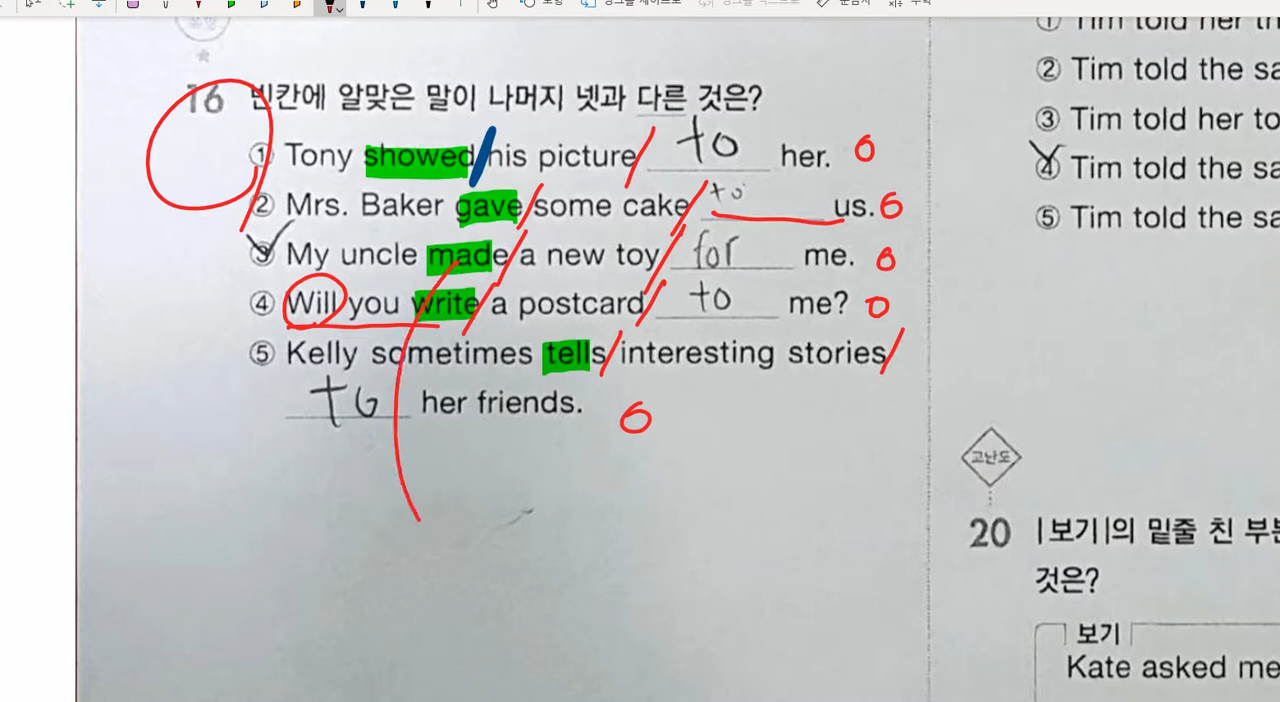 16 빈칸에 알맞은 말이 나머지 넷과 다른 것은?
① Tony showed his picture to her.
② Mrs. Baker gave some cake to us.
③ My uncle made a new toy for me.
④ Will you write a postcard to me?
⑤ Kelly sometimes tells interesting stories
to her friends.
① Tim told her th
② Tim told the sa
③ Tim told her to
④ Tim told the sa
⑤ Tim told the sa
고난도
20 |보기|의 밑줄 친 부분
것은?
보기
Kate asked me